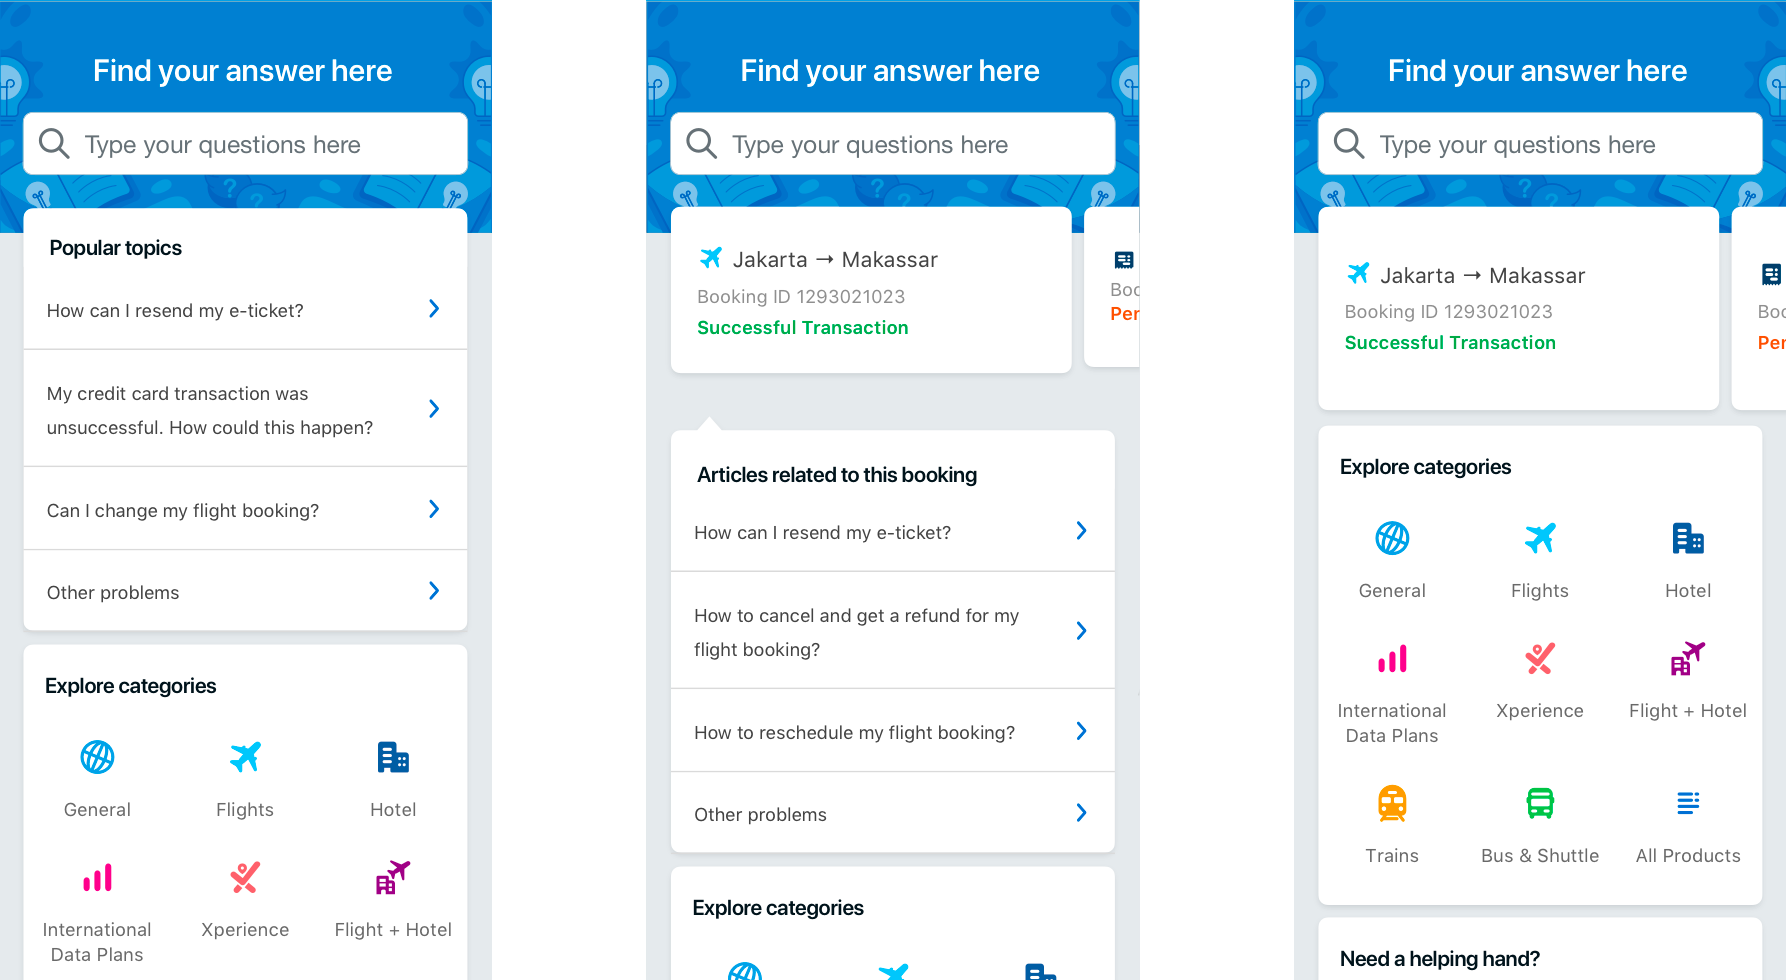 Find your answer here
Type your questions here
Popular topics
How can I resend my e-ticket?
My credit card transaction was
unsuccessful. How could this happen?
Can I change my flight booking?
Other problems
Explore categories
General
Flights
Hotel
International
Data Plans
Xperience
Flight + Hotel
Find your answer here
Type your questions here
Jakarta → Makassar
Booking ID 1293021023
Successful Transaction
Boo
Per
Articles related to this booking
How can I resend my e-ticket?
How to cancel and get a refund for my
flight booking?
How to reschedule my flight booking?
Other problems
Explore categories
Find your answer here
Type your questions here
Jakarta → Makassar
Booking ID 1293021023
Successful Transaction
Boo
Per
Explore categories
General
Flights
Hotel
International
Data Plans
Xperience
Flight + Hotel
Trains
Bus & Shuttle
All Products
Need a helping hand?